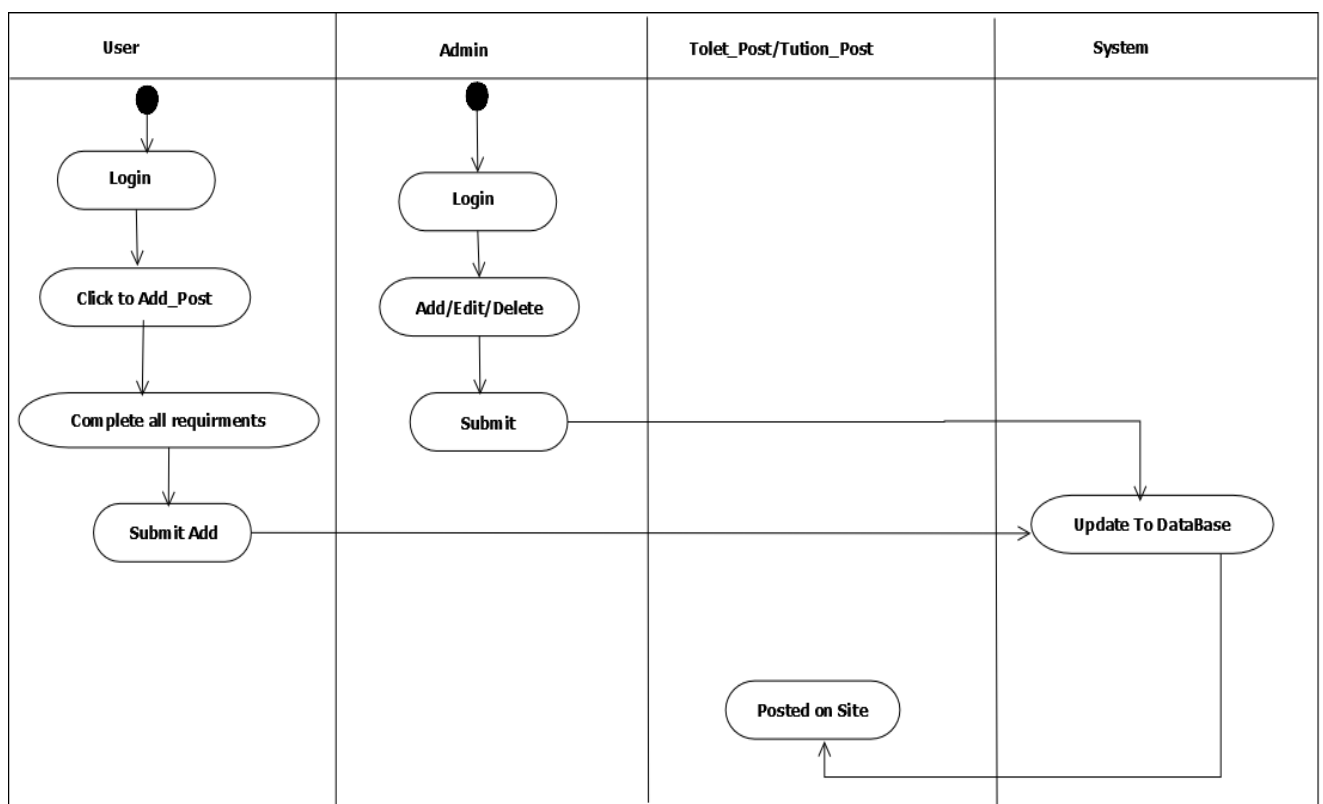 User
Admin
Tolet_Post/Tution_Post
System
Login
Click to Add_Post
Complete all requirments
Submit Add
Login
Add/Edit/Delete
Submit
Update To DataBase
Posted on Site